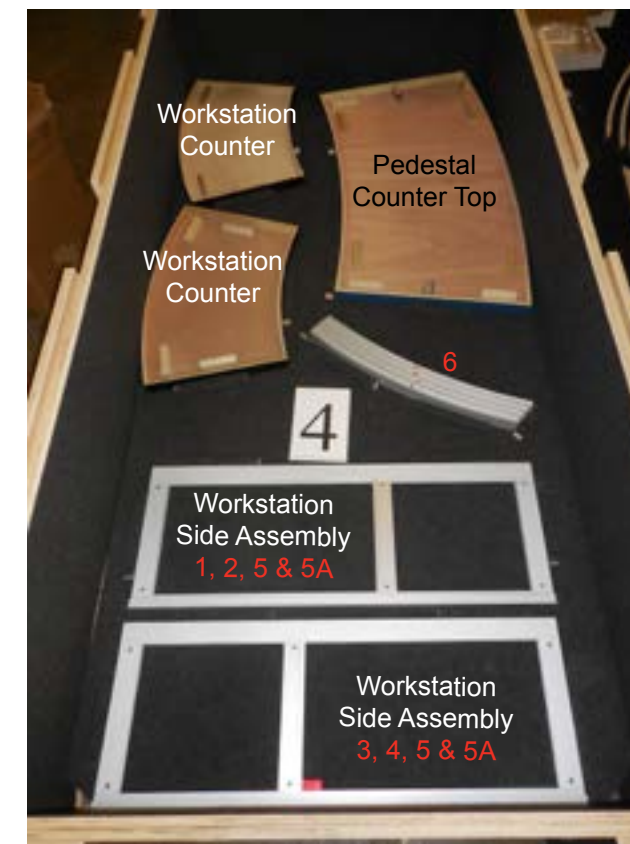 Workstation
Counter
Pedestal
Counter Top
Workstation
Counter
6
4
Workstation
Side Assembly
1, 2, 5 & 5A
Workstation
Side Assembly
3, 4, 5 & 5A